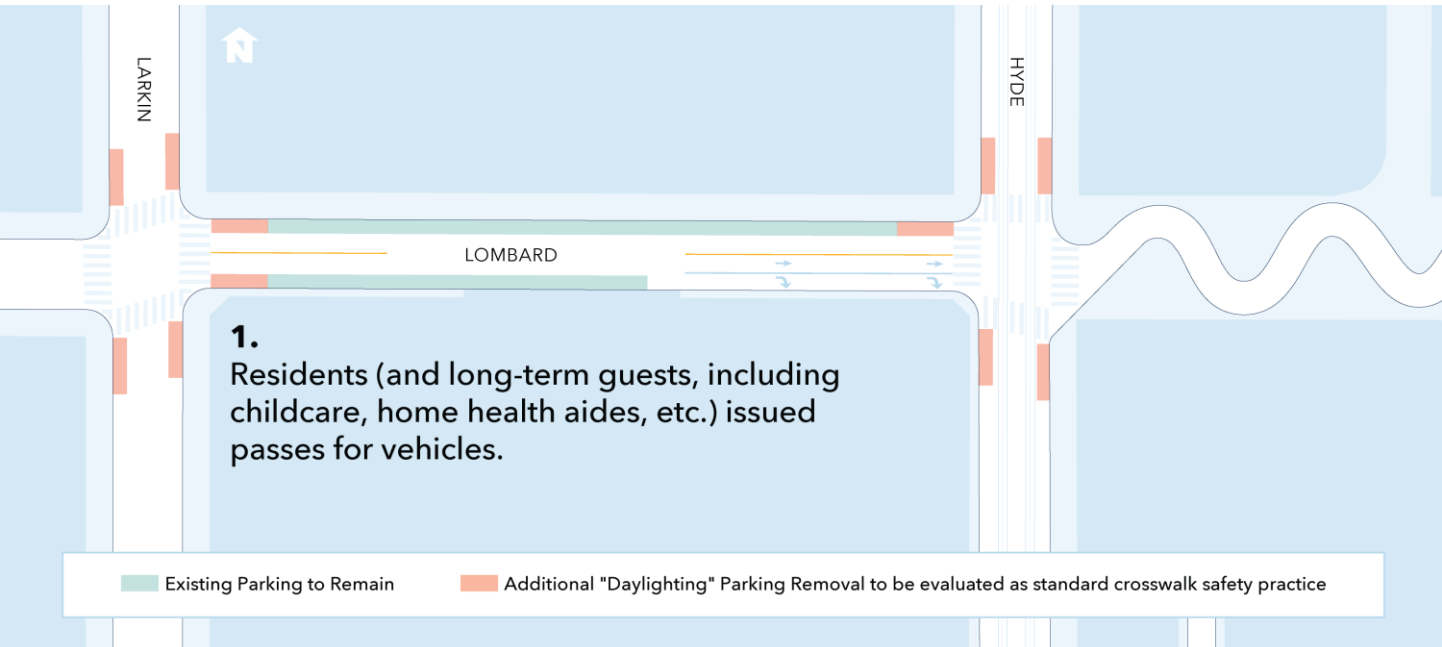 N
LARKIN
HYDE
LOMBARD
1.
Residents (and long-term guests, including
childcare, home health aides, etc.) issued
passes for vehicles.
Existing Parking to Remain
Additional "Daylighting" Parking Removal to be evaluated as standard crosswalk safety practice